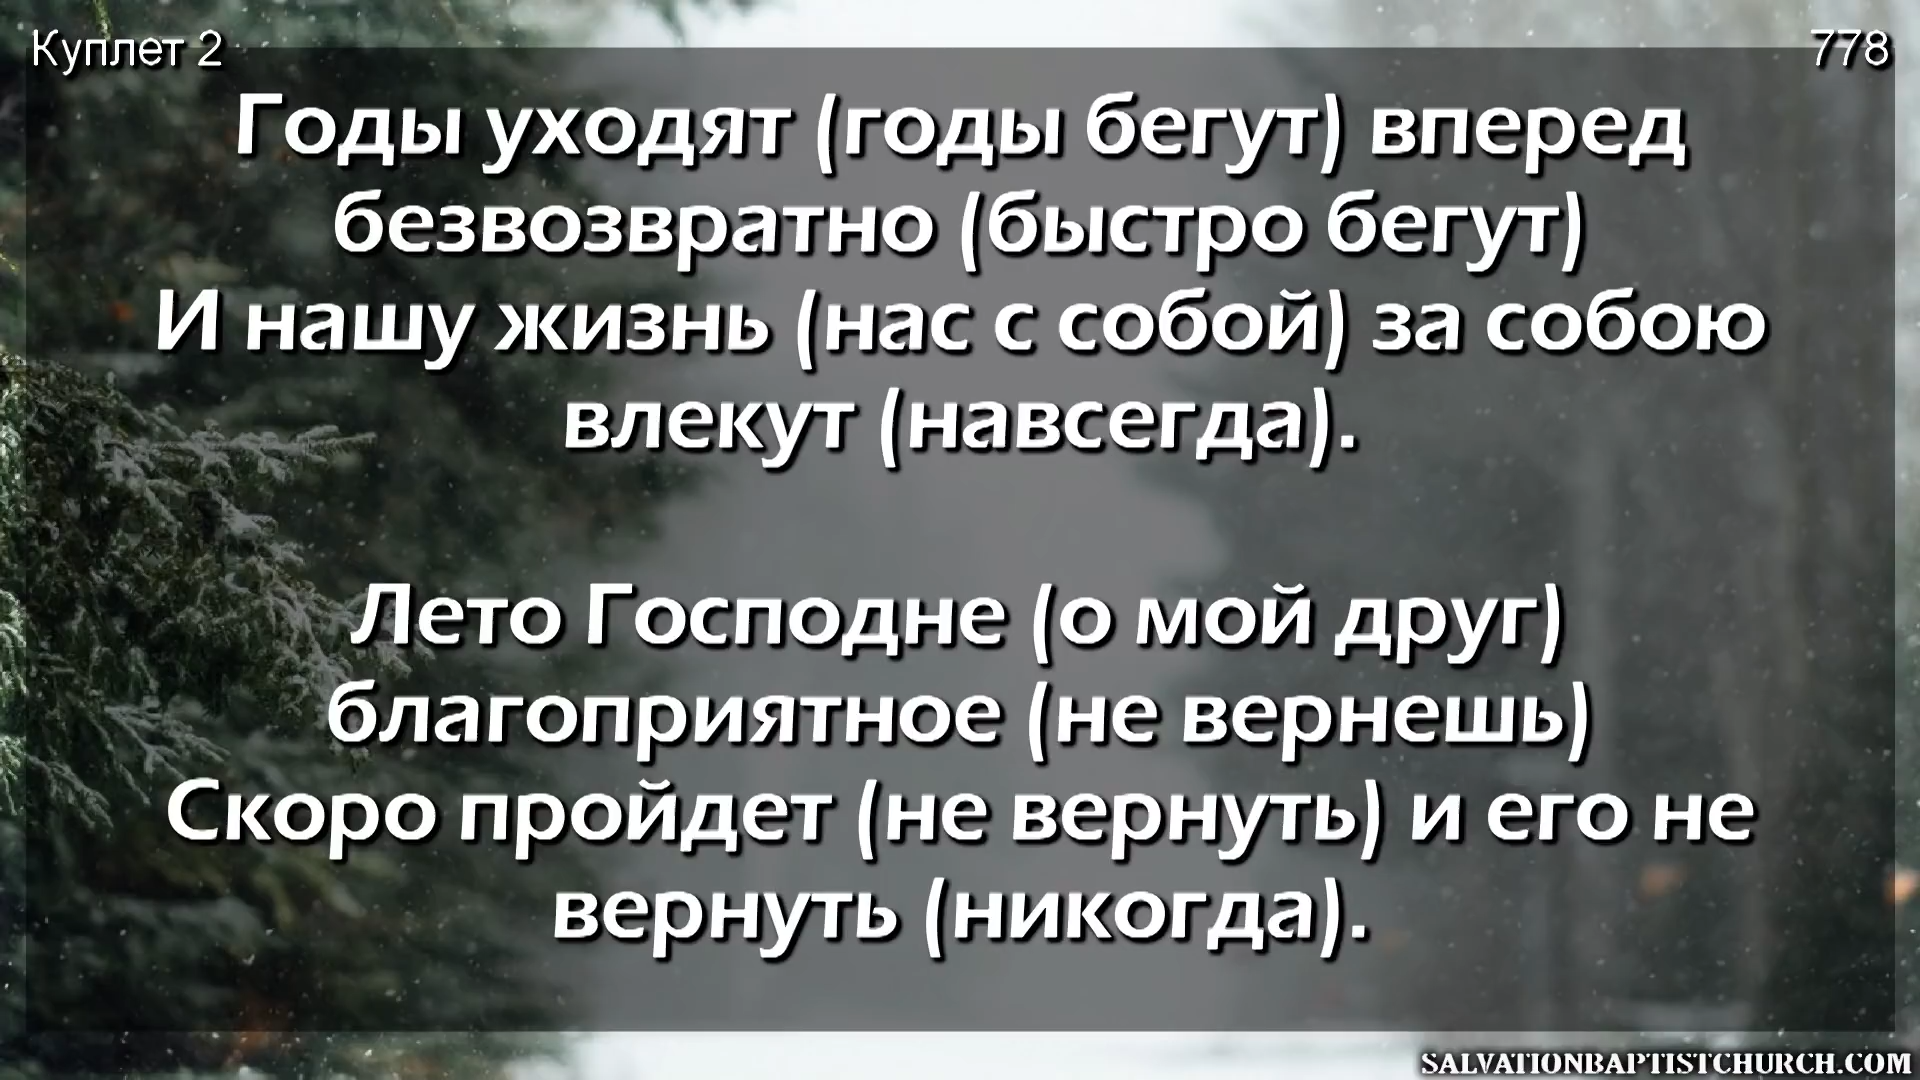 Куплет 2
778
Годы уходят (годы бегут) вперед
безвозвратно (быстро бегут)
И нашу жизнь (нас с собой) за собою
влекут (навсегда).
Лето Господне (о мой друг)
благоприятное (не вернешь)
Скоро пройдет (не вернуть) и его не
вернуть (никогда).
SALVATIONBAPTISTCHURCH.COM